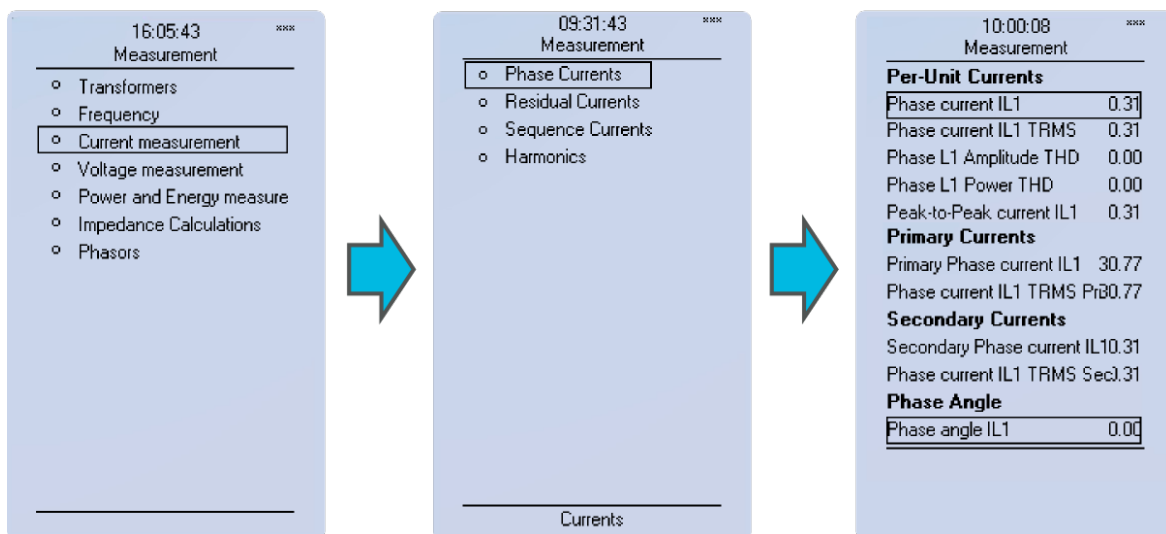 16:05:43 ×××
Measurement
Transformers
Frequency
Current measurement
Voltage measurement
Power and Energy measure
Impedance Calculations
Phasors
09:31:43 ×××
Measurement
Phase Currents
Residual Currents
Sequence Currents
Harmonics
Currents
10:00:08 ×××
Measurement
Per-Unit Currents
Phase current IL1 0.31
Phase current IL1 TRMS 0.31
Phase L1 Amplitude THD 0.00
Phase L1 Power THD 0.00
Peak-to-Peak current IL1 0.31
Primary Currents
Primary Phase current IL1 30.77
Phase current IL1 TRMS Pri30.77
Secondary Currents
Secondary Phase current IL10.31
Phase current IL1 TRMS Sec0.31
Phase Angle
Phase angle IL1 0.00